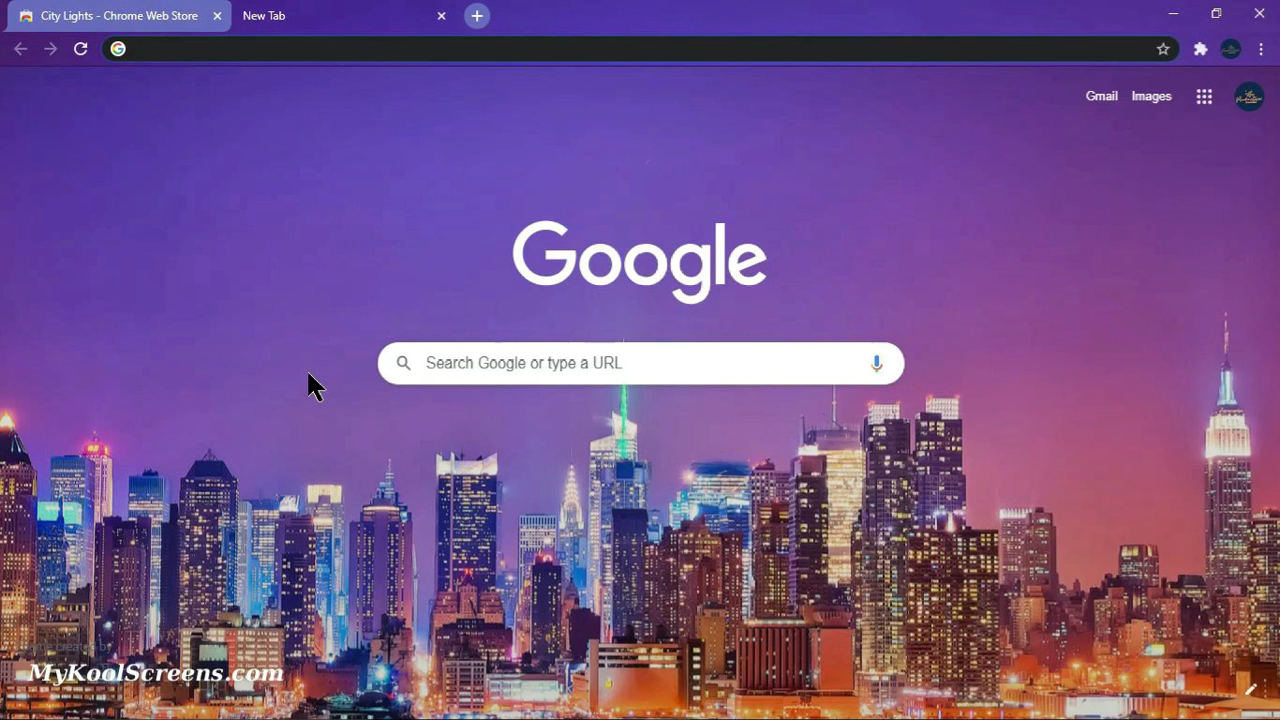 City Lights - Chrome Web Store
New Tab
Gmail Images
Google
Search Google or type a URL
MyKoolScreens.com